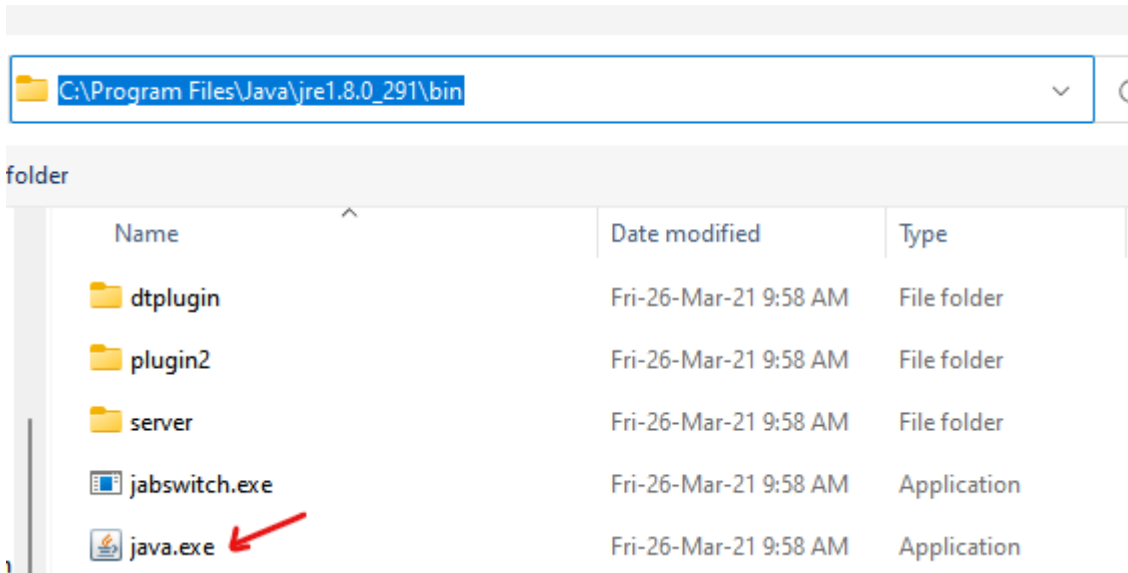 C:\Program Files\Java\jre1.8.0_291\bin
folder
Name Date modified Type
dtplugin Fri-26-Mar-21 9:58 AM File folder
plugin2 Fri-26-Mar-21 9:58 AM File folder
server Fri-26-Mar-21 9:58 AM File folder
jabswitch.exe Fri-26-Mar-21 9:58 AM Application
java.exe Fri-26-Mar-21 9:58 AM Application